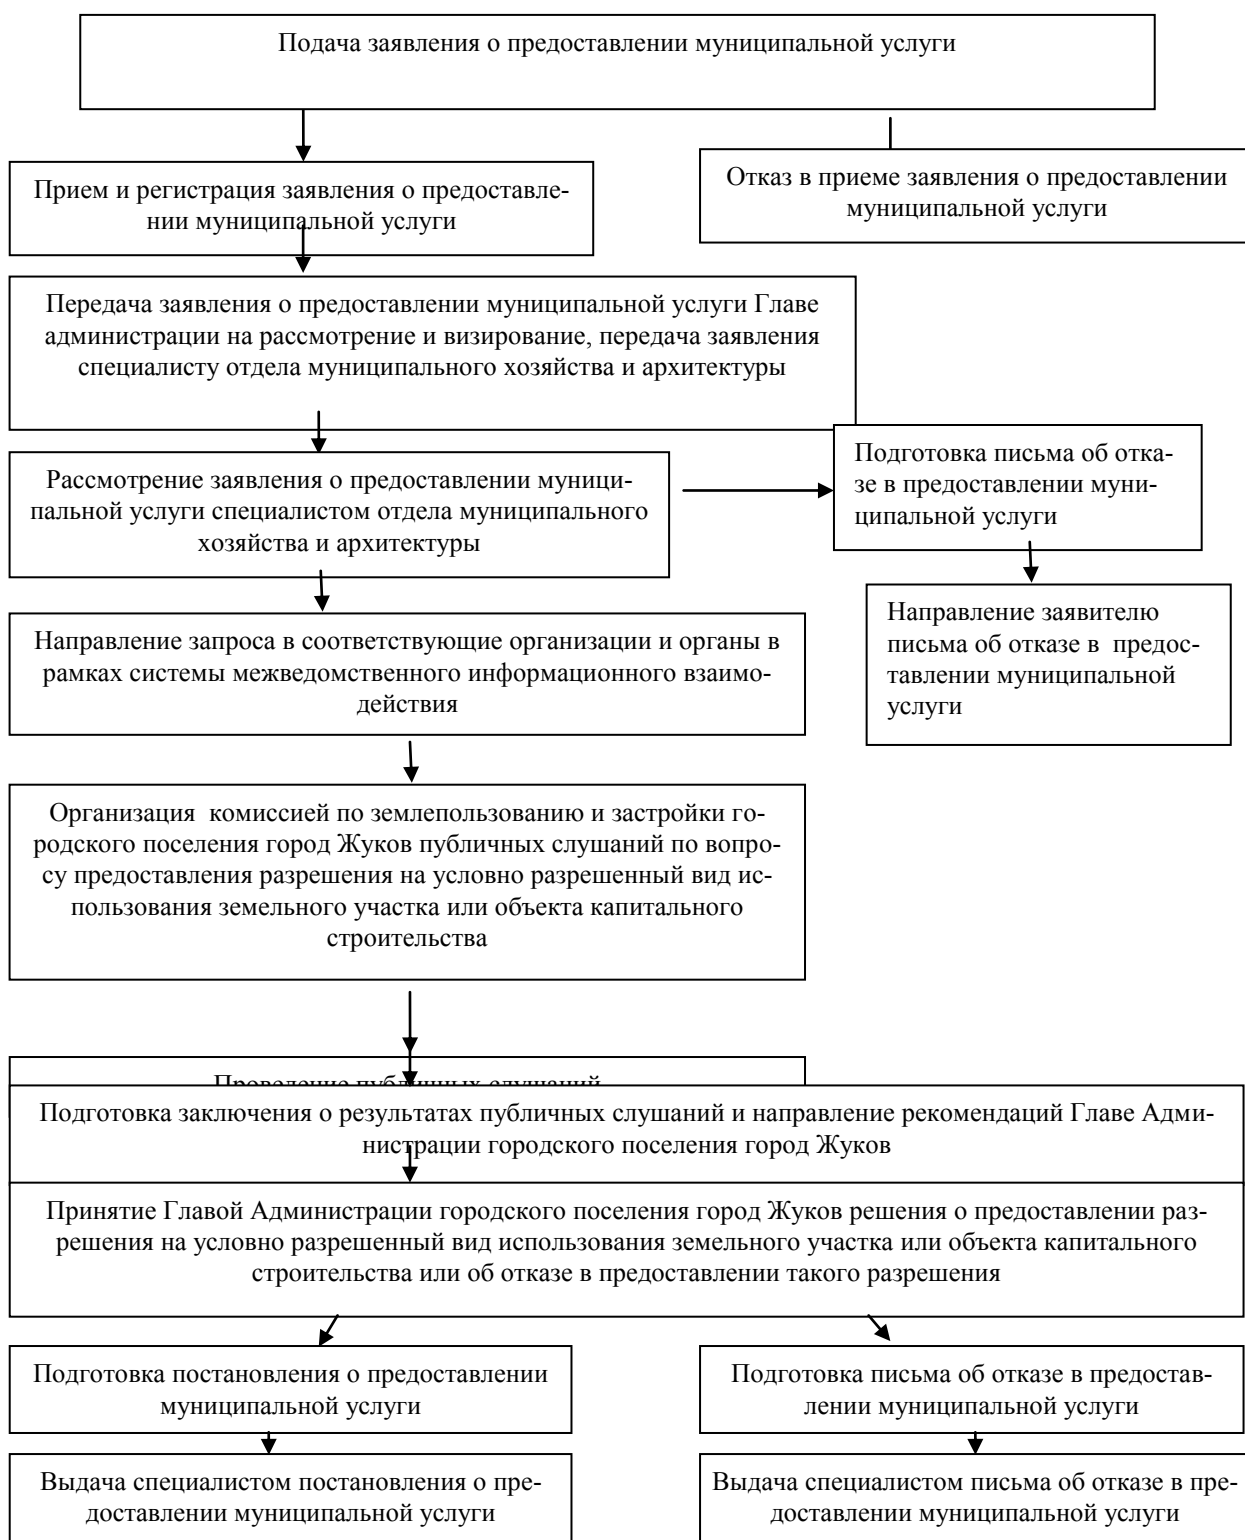 Подача заявления о предоставлении муниципальной услуги
Прием и регистрация заявления о предоставле-
нии муниципальной услуги
Отказ в приеме заявления о предоставлении
муниципальной услуги
Передача заявления о предоставлении муниципальной услуги Главе
администрации на рассмотрение и визирование, передача заявления
специалисту отдела муниципального хозяйства и архитектуры
Рассмотрение заявления о предоставлении муници-
пальной услуги специалистом отдела муниципального
хозяйства и архитектуры
Подготовка письма об отка-
зе в предоставлении муни-
ципальной услуги
Направление заявителю
письма об отказе в  предос-
тавлении муниципальной
услуги
Направление запроса в соответствующие организации и органы в
рамках системы межведомственного информационного взаимо-
действия
Организация  комиссией по землепользованию и застройки го-
родского поселения город Жуков публичных слушаний по вопро-
су предоставления разрешения на условно разрешенный вид ис-
пользования земельного участка или объекта капитального
строительства
Проведение публичных слушаний
Подготовка заключения о результатах публичных слушаний и направление рекомендаций Главе Адми-
нистрации городского поселения город Жуков
Принятие Главой Администрации городского поселения город Жуков решения о предоставлении раз-
решения на условно разрешенный вид использования земельного участка или объекта капитального
строительства или об отказе в предоставлении такого разрешения
Подготовка постановления о предоставлении
муниципальной услуги
Подготовка письма об отказе в предостав-
лении муниципальной услуги
Выдача специалистом постановления о пре-
доставлении муниципальной услуги
Выдача специалистом письма об отказе в пре-
доставлении муниципальной услуги